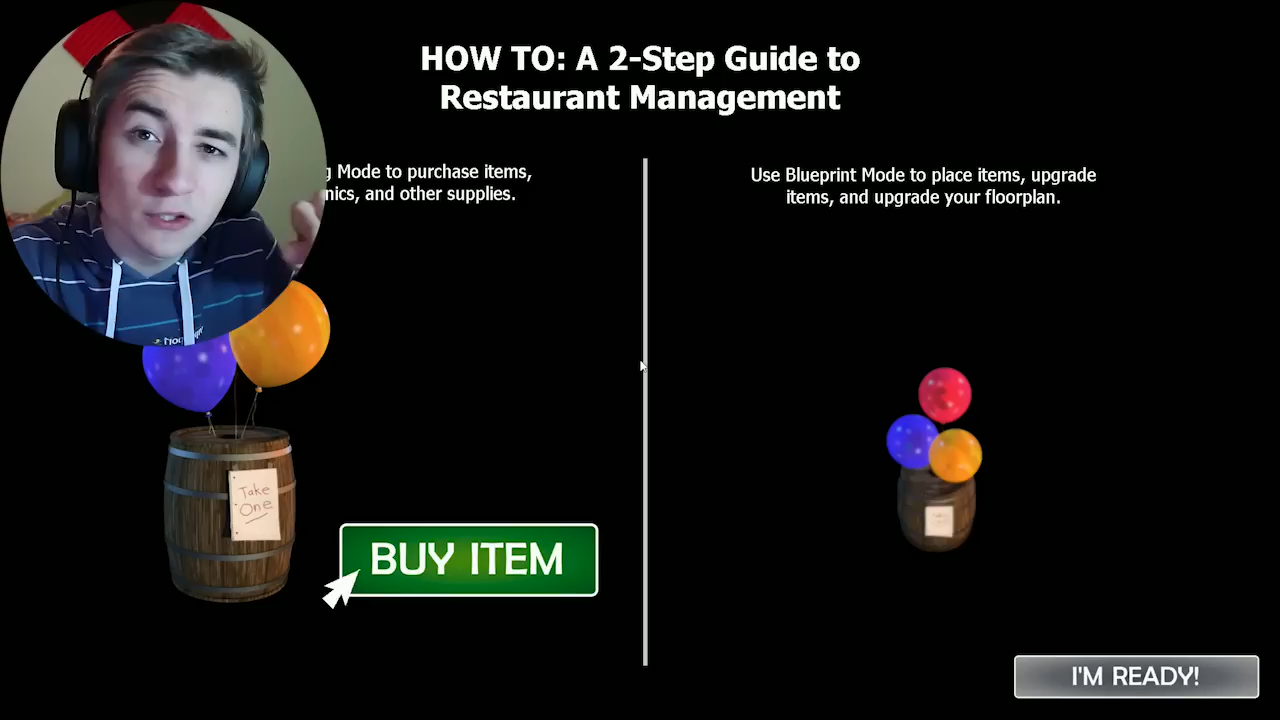 HOW TO: A 2-Step Guide to
Restaurant Management
Mode to purchase items,
and other supplies.
Use Blueprint Mode to place items, upgrade
items, and upgrade your floorplan.
Take
One
BUY ITEM
I'M READY!